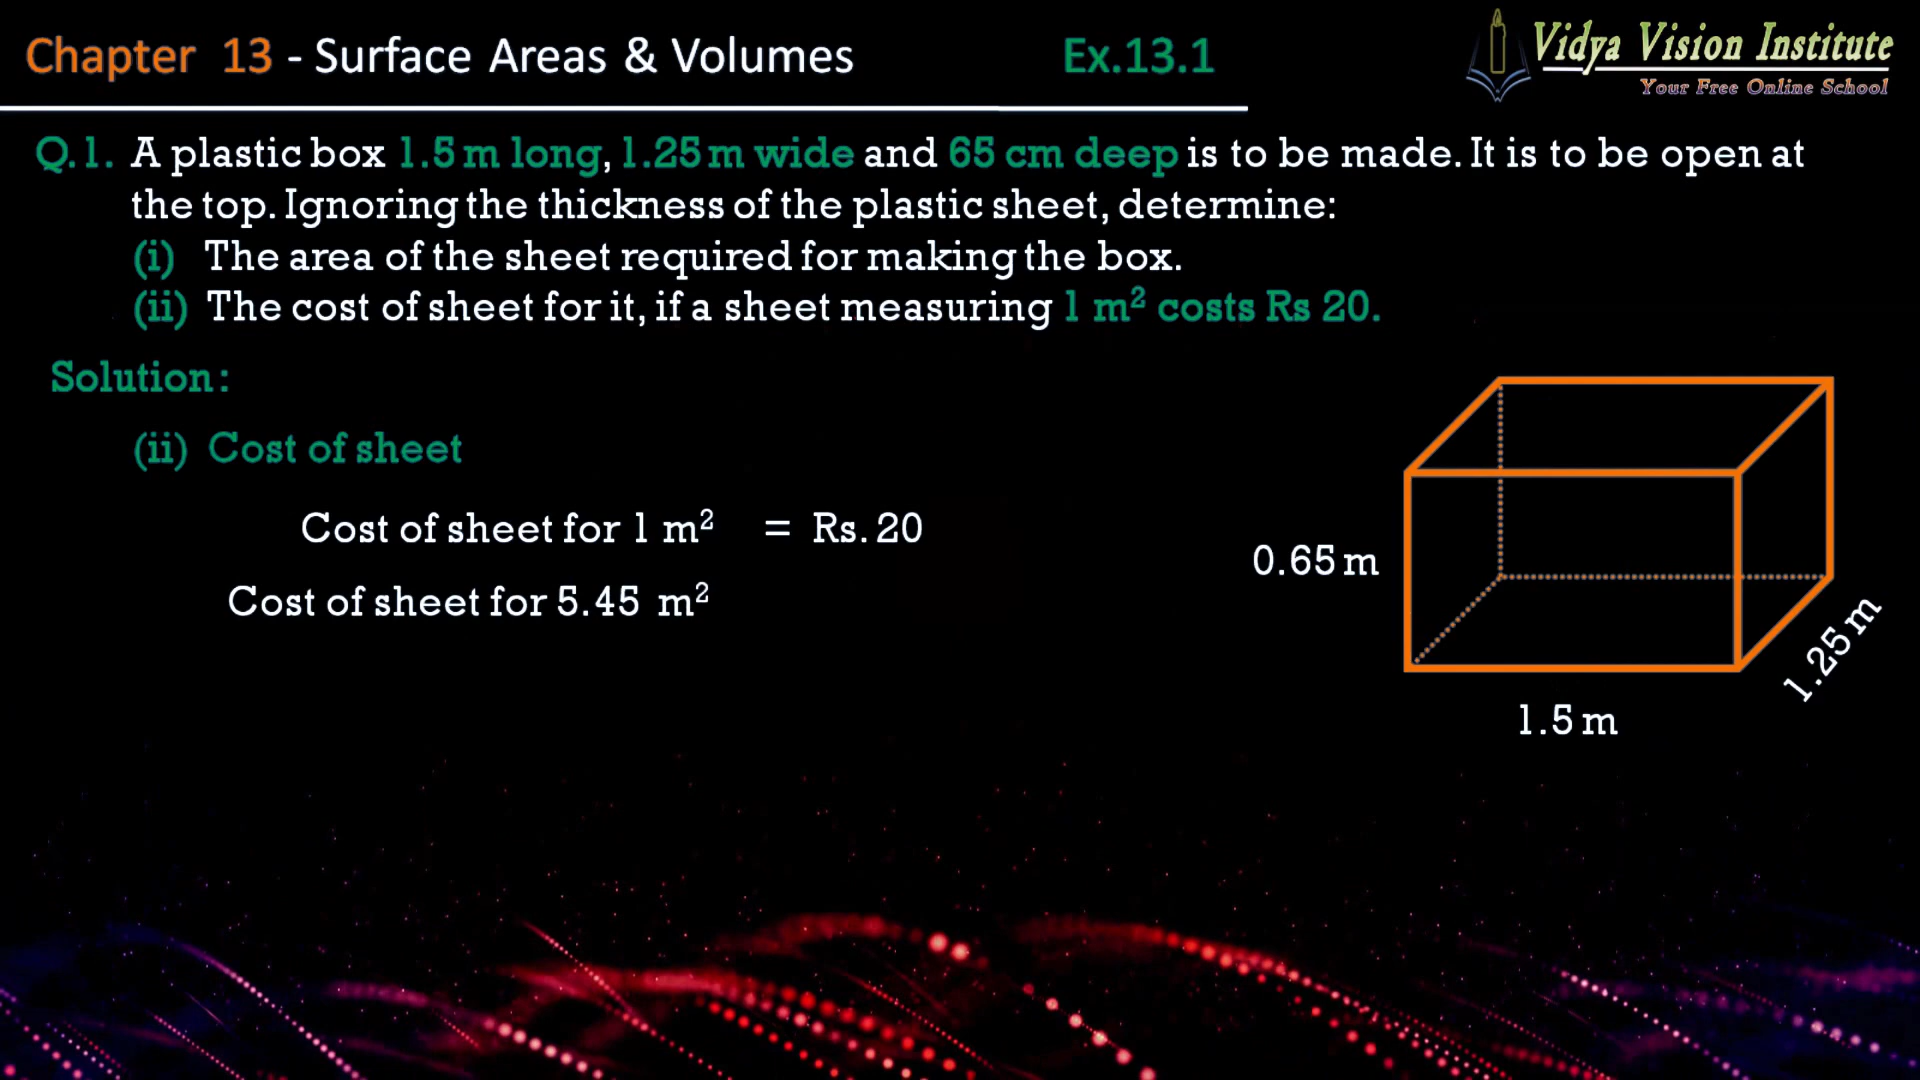 Chapter 13 - Surface Areas & Volumes Ex.13.1
Vidya Vision Institute
Your Free Online School
Q.1. A plastic box 1.5 m long, 1.25 m wide and 65 cm deep is to be made. It is to be open at
the top. Ignoring the thickness of the plastic sheet, determine:
(i) The area of the sheet required for making the box.
(ii) The cost of sheet for it, if a sheet measuring 1 m² costs Rs 20.
Solution:
(ii) Cost of sheet
Cost of sheet for 1 m² = Rs. 20
Cost of sheet for 5.45 m²
0.65 m
1.25 m
1.5 m